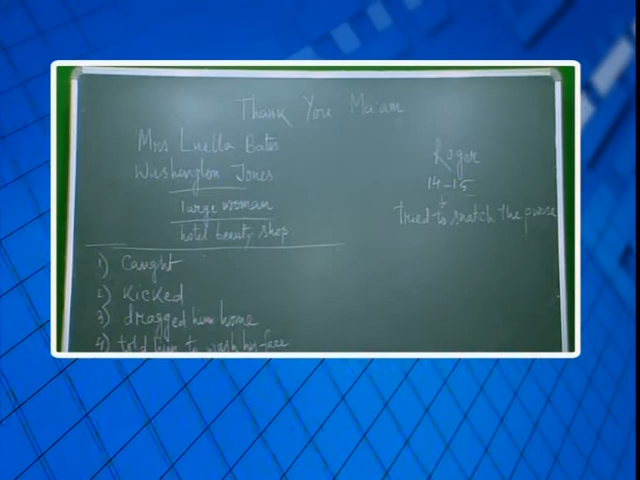 Thank You Ma'am
Mrs Luella Bates
Washington Jones
large woman
hotel beauty shop
Roger
14-15
tried to snatch the purse
1) Caught
2) Kicked
3) dragged him home
4) told him to wash his face